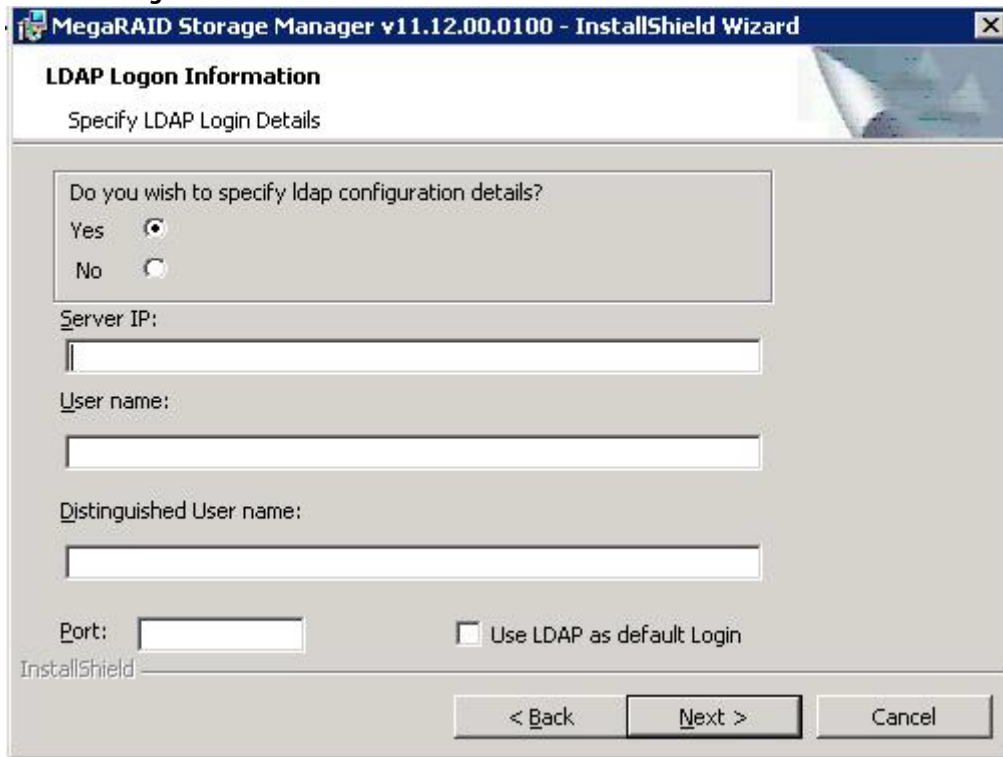 MegaRAID Storage Manager v11.12.00.0100 - InstallShield Wizard
LDAP Logon Information
Specify LDAP Login Details
Do you wish to specify ldap configuration details?
Yes
No
Server IP:
User name:
Distinguished User name:
Port:
Use LDAP as default Login
InstallShield
< Back
Next >
Cancel